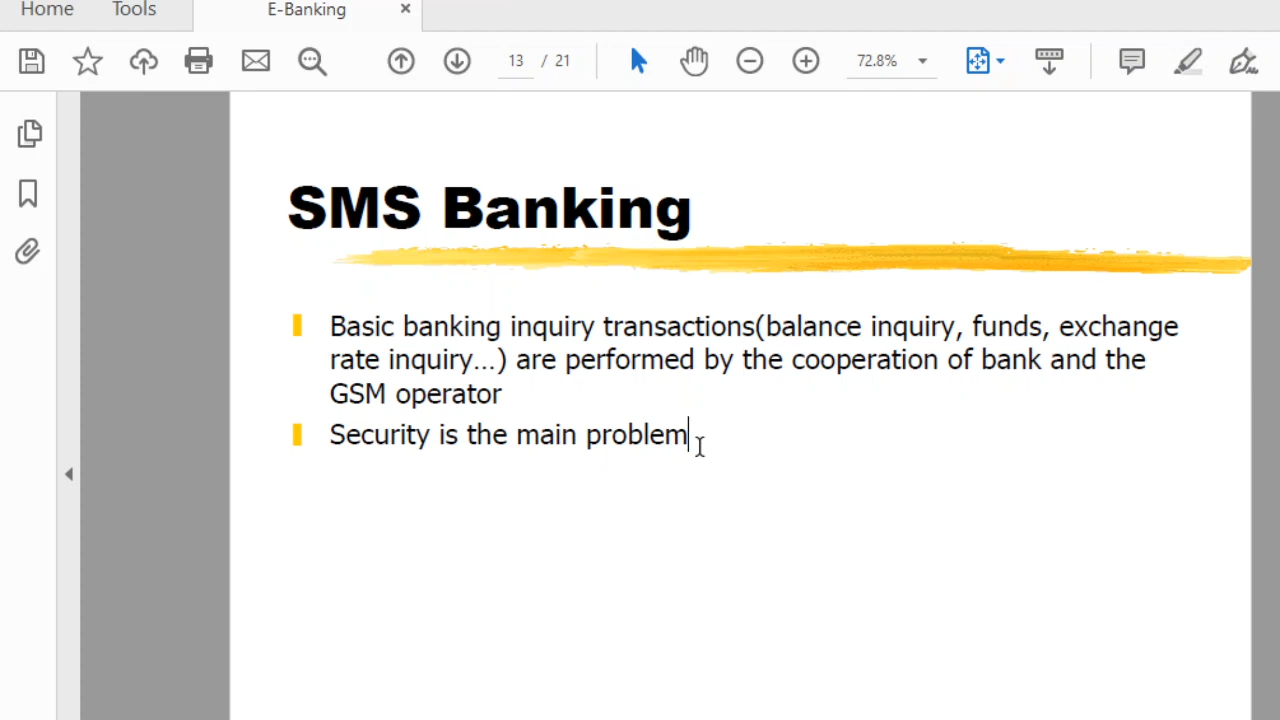 Home Tools E-Banking ×
13 / 21 72.8%
SMS Banking
Basic banking inquiry transactions(balance inquiry, funds, exchange
rate inquiry...) are performed by the cooperation of bank and the
GSM operator
Security is the main problem